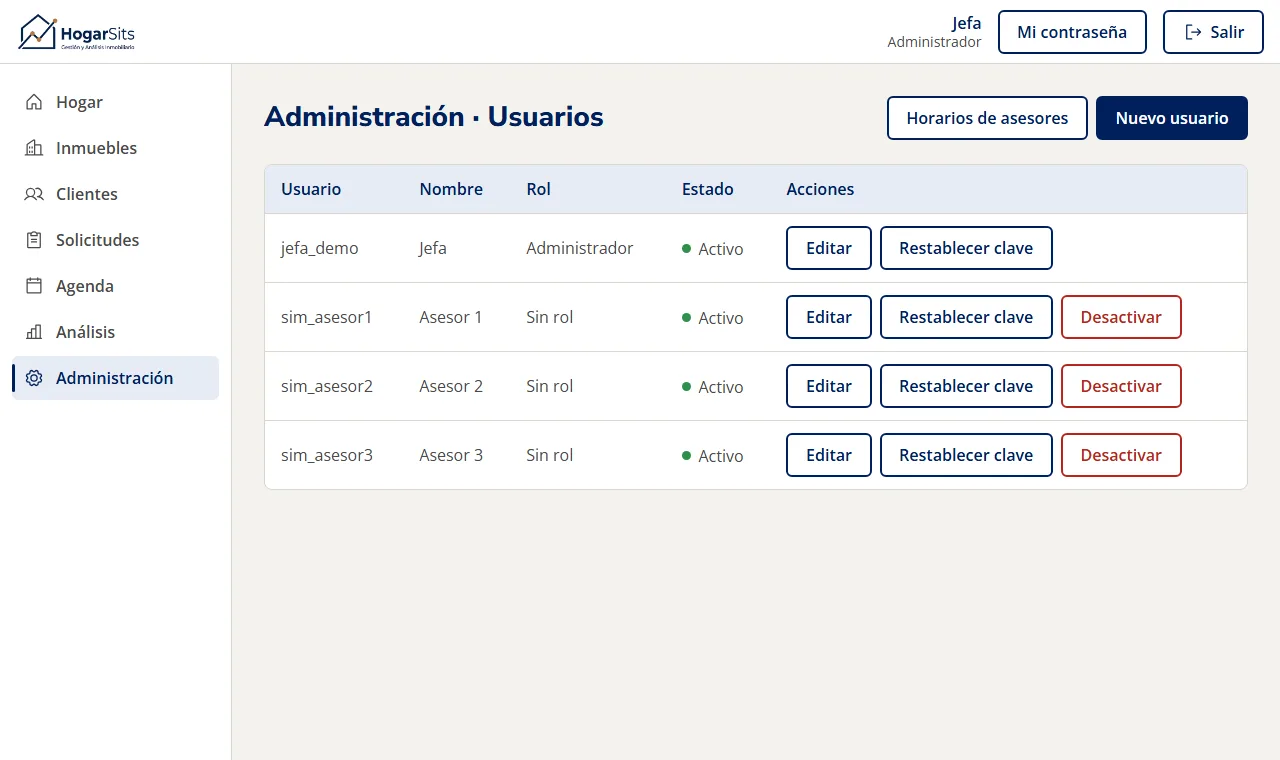 HogarSits
Gestión y Análisis Inmobiliario
Jefa
Administrador
Mi contraseña
Salir
Hogar
Inmuebles
Clientes
Solicitudes
Agenda
Análisis
Administración
Administración · Usuarios
Horarios de asesores
Nuevo usuario
Usuario Nombre Rol Estado Acciones
jefa_demo Jefa Administrador Activo Editar Restablecer clave
sim_asesor1 Asesor 1 Sin rol Activo Editar Restablecer clave Desactivar
sim_asesor2 Asesor 2 Sin rol Activo Editar Restablecer clave Desactivar
sim_asesor3 Asesor 3 Sin rol Activo Editar Restablecer clave Desactivar